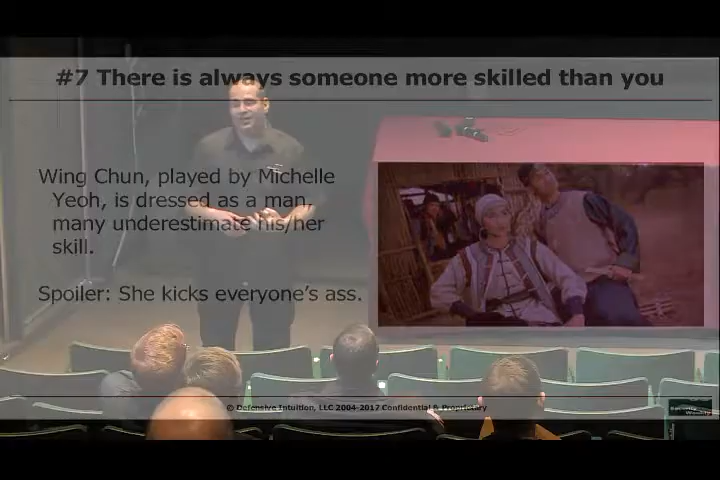 #7 There is always someone more skilled than you
Wing Chun, played by Michelle
Yeoh, is dressed as a man,
many underestimate his/her
skill.
Spoiler: She kicks everyone's ass.
© Defensive Intuition, LLC 2004-2017 Confidential & Proprietary